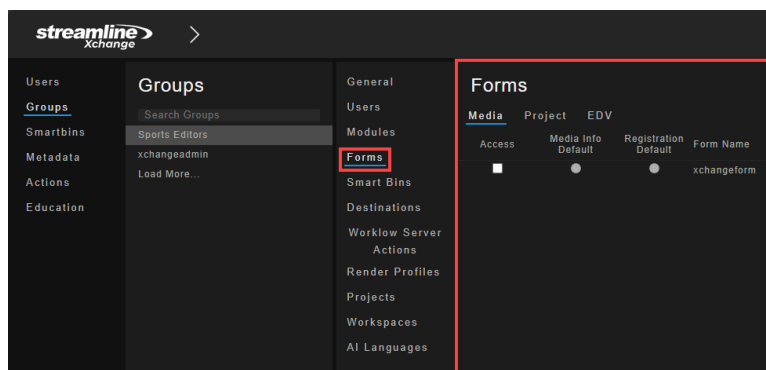 streamline
Xchange
Users
Groups
Smartbins
Metadata
Actions
Education
Groups
Search Groups
Sports Editors
xchangeadmin
Load More...
General
Users
Modules
Forms
Smart Bins
Destinations
Worklow Server
Actions
Render Profiles
Projects
Workspaces
AI Languages
Forms
Media Project EDV
Access Media Info Default Registration Default Form Name
xchangeform